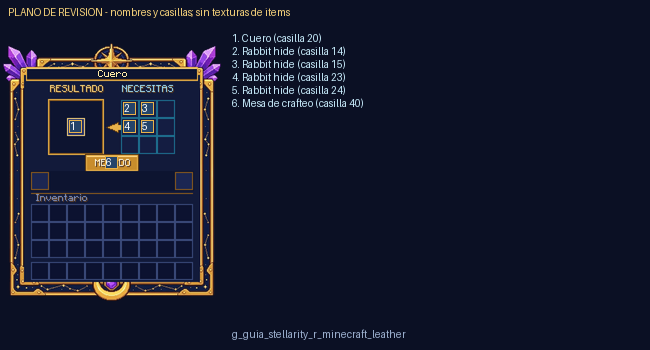 PLANO DE REVISION - nombres y casillas; sin texturas de items
1. Cuero (casilla 20)
2. Rabbit hide (casilla 14)
3. Rabbit hide (casilla 15)
4. Rabbit hide (casilla 23)
5. Rabbit hide (casilla 24)
6. Mesa de crafteo (casilla 40)
Cuero
RESULTADO NECESITAS
2 3
1 4 5
6
Inventario
g_guia_stellarity_r_minecraft_leather